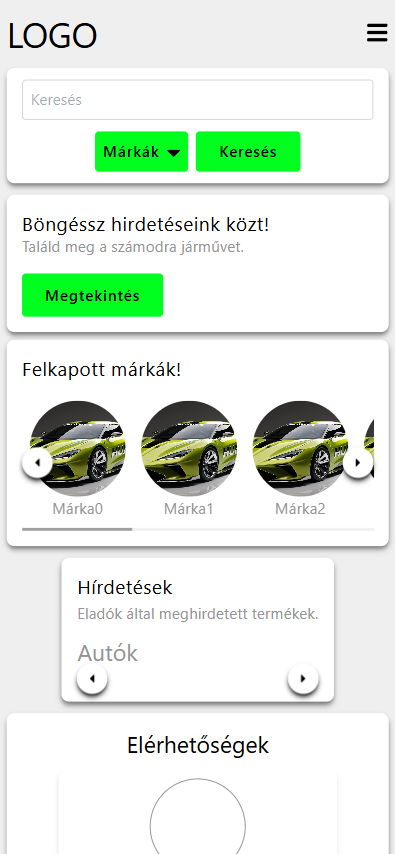 LOGO
Keresés
Márkák
Keresés
Böngéssz hirdetéseink közt!
Találd meg a számodra járművet.
Megtekintés
Felkapott márkák!
Márka0
Márka1
Márka2
Hírdetések
Eladók által meghirdetett termékek.
Autók
Elérhetőségek